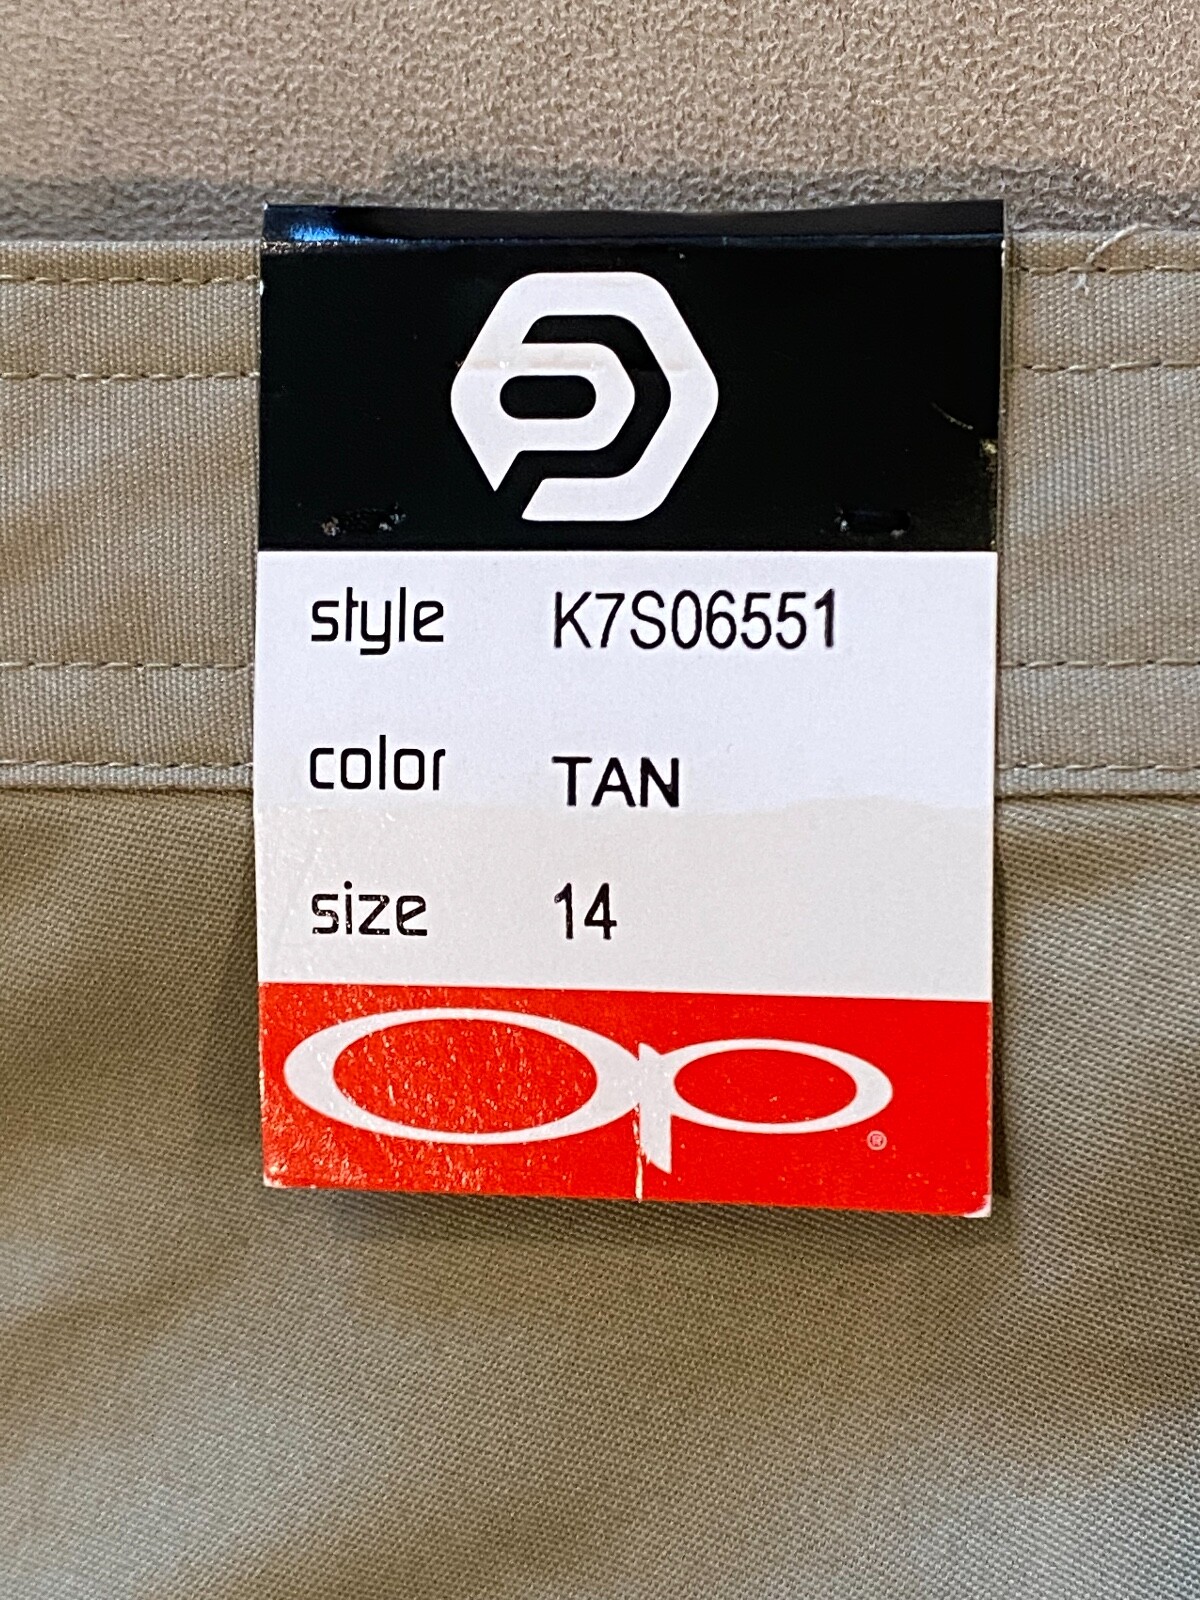 style K7S06551
color TAN
size 14
Op®